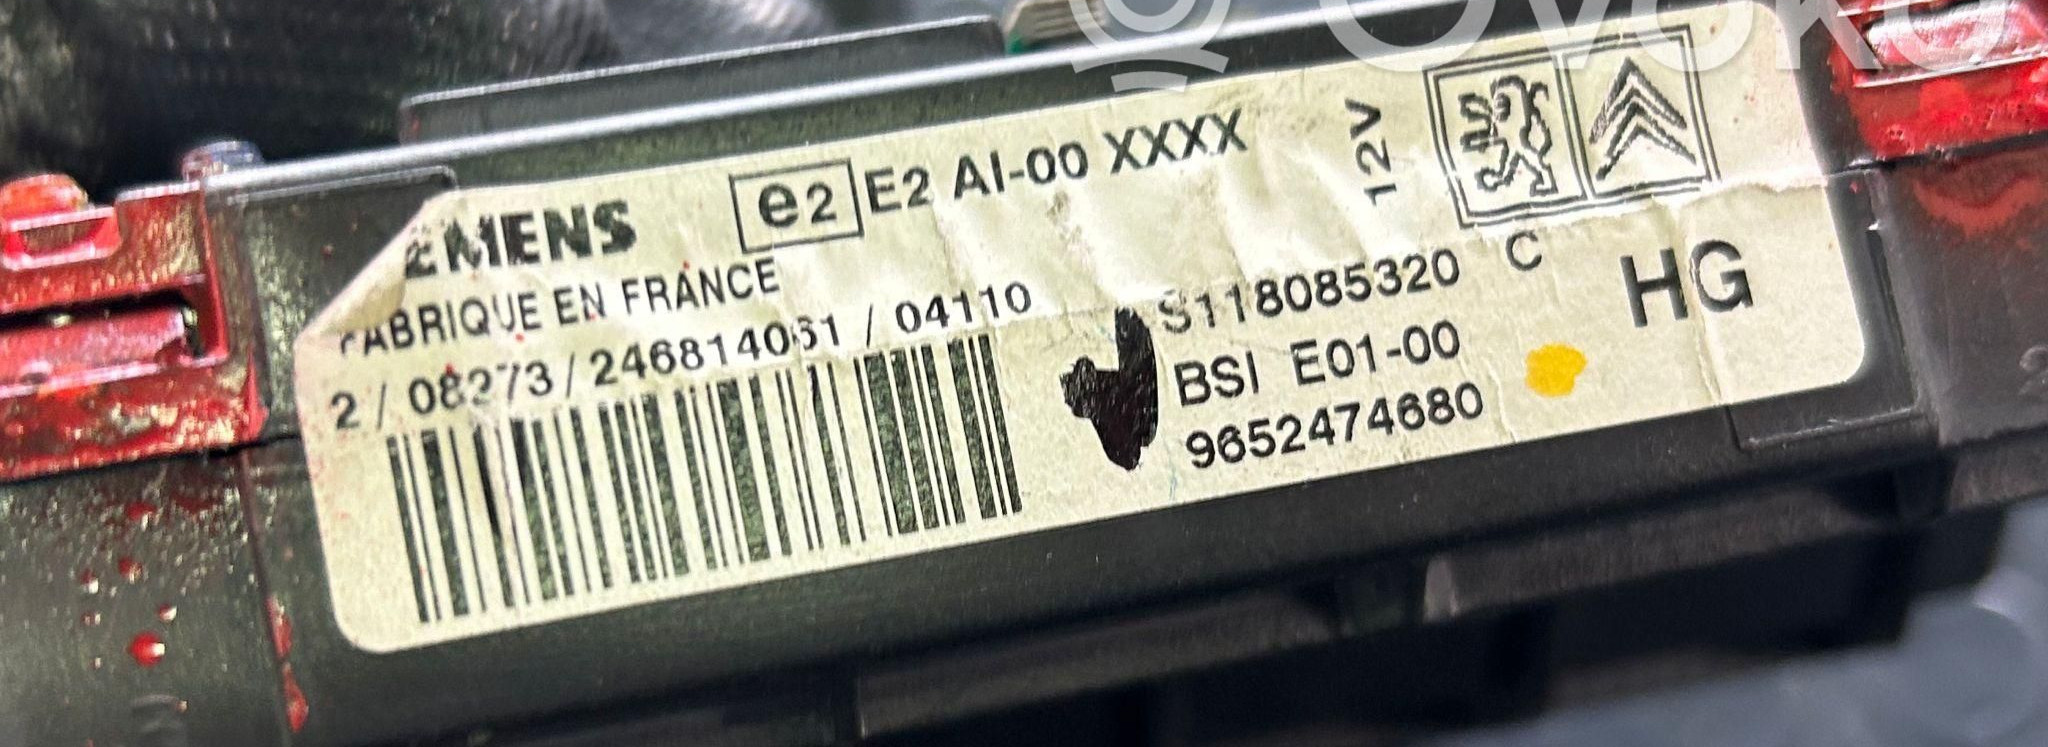 EMENS
e2 E2 AI-00 XXXX
12V
FABRIQUE EN FRANCE
2 / 08273 / 246814061 / 04110
S118085320 C
HG
BSI E01-00
9652474680